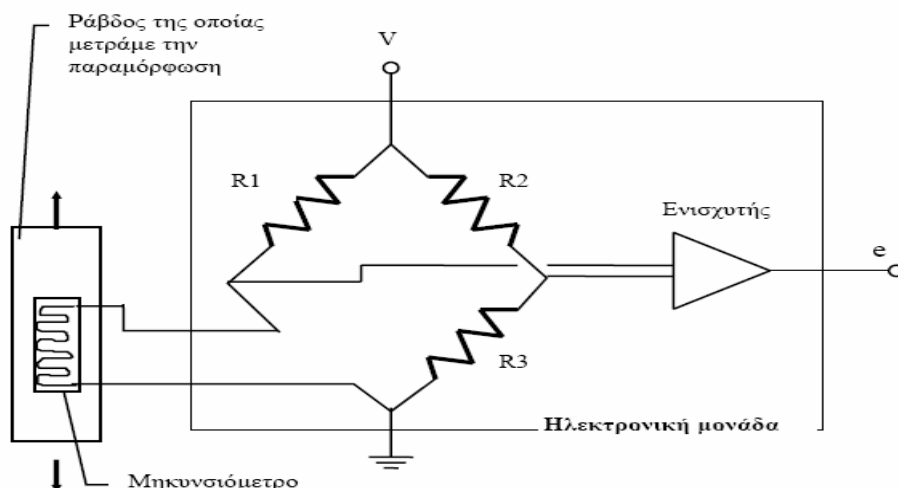 Ράβδος της οποίας
μετράμε την
παραμόρφωση
V
R1
R2
Ενισχυτής
e
R3
Ηλεκτρονική μονάδα
Μηκυνσιόμετρο